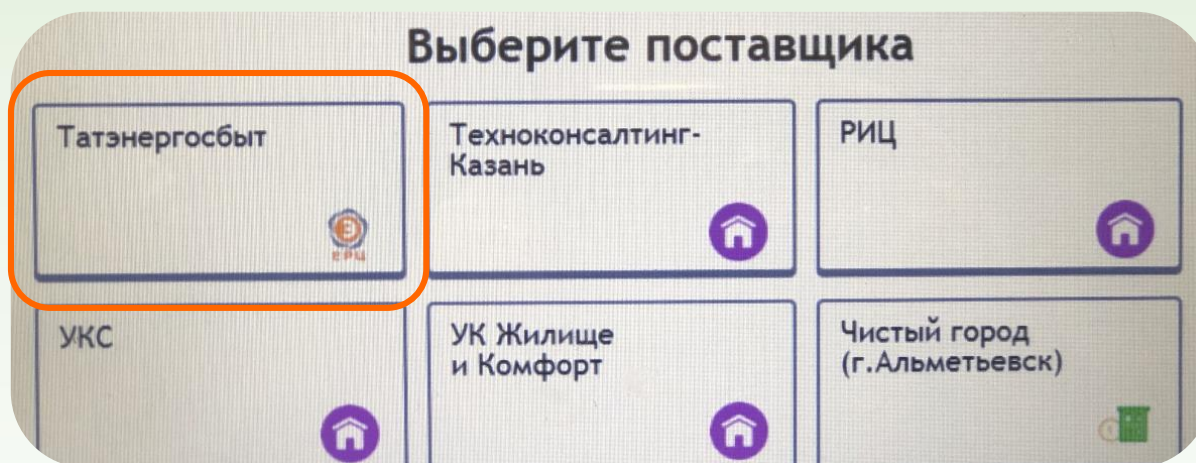 Выберите поставщика
Татэнергосбыт
ЕРЦ
Техноконсалтинг-
Казань
РИЦ
УКС
УК Жилище
и Комфорт
Чистый город
(г.Альметьевск)